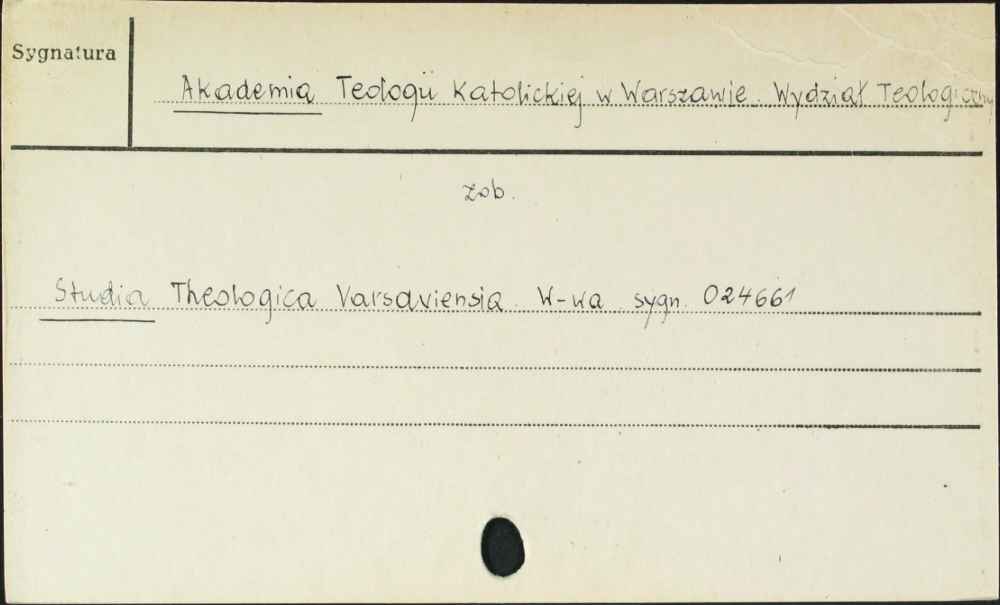 Sygnatura
Akademia Teologii Katolickiej w Warszawie. Wydział Teologiczny
zob.
Studia Theologica Varsaviensia. W-wa sygn. 024661